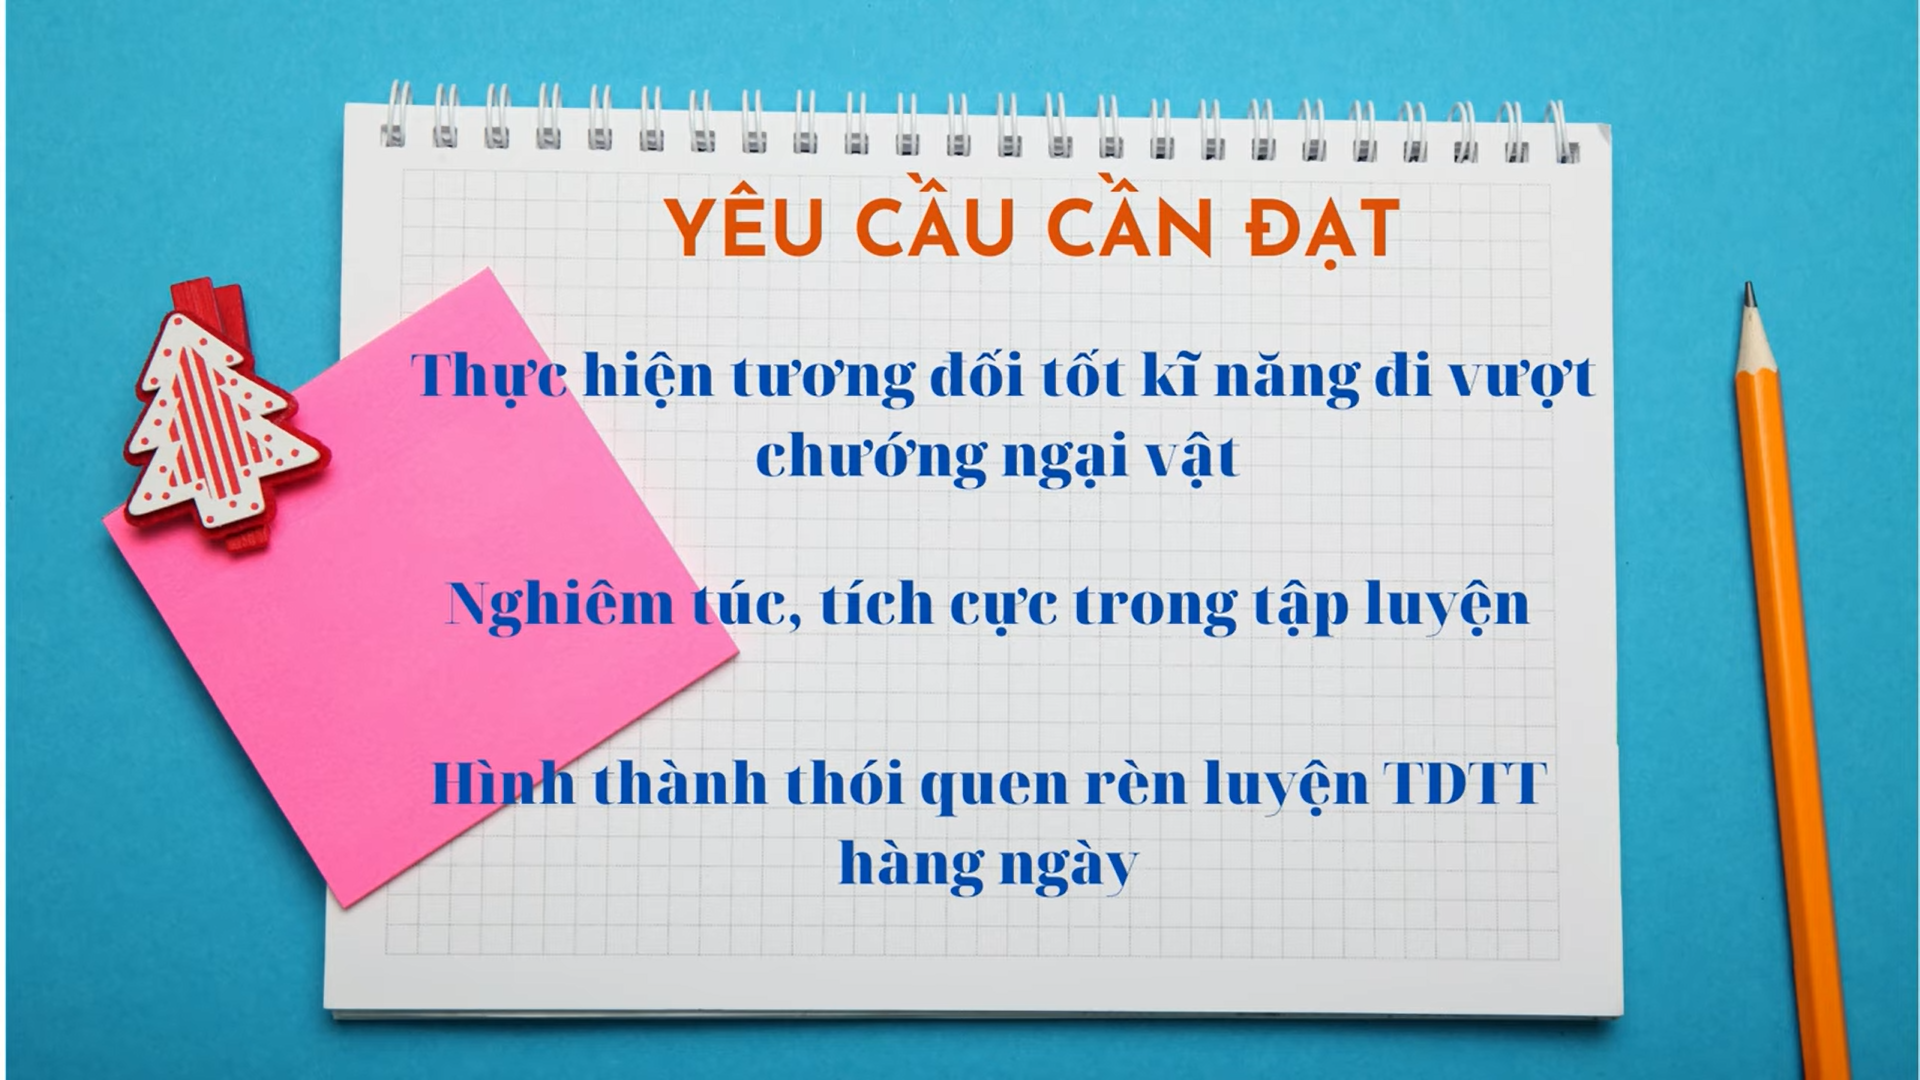 YÊU CẦU CẦN ĐẠT
Thực hiện tương đối tốt kĩ năng đi vượt
chướng ngại vật
Nghiêm túc, tích cực trong tập luyện
Hình thành thói quen rèn luyện TDTT
hàng ngày